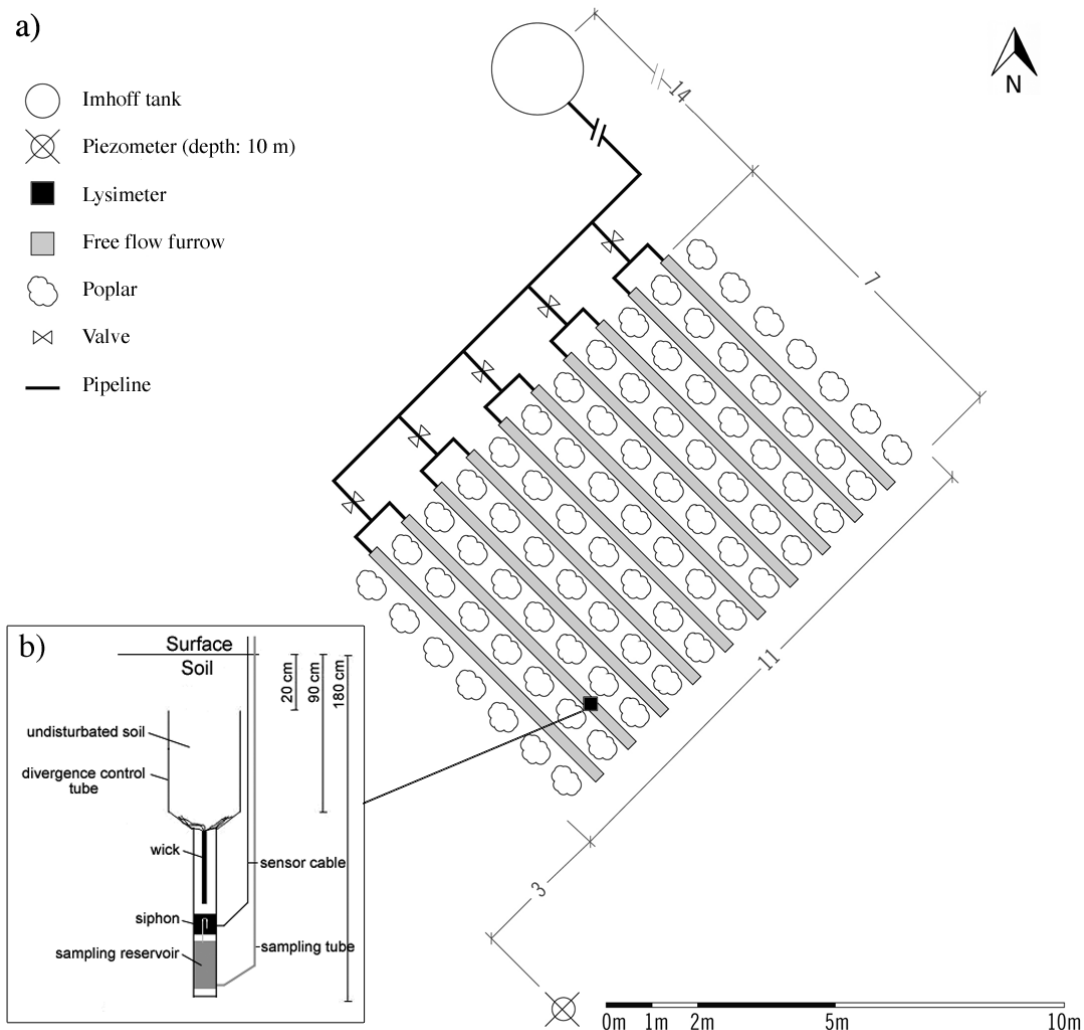 a)
Imhoff tank
Piezometer (depth: 10 m)
Lysimeter
Free flow furrow
Poplar
Valve
Pipeline
N
14
7
11
3
b)
Surface
Soil
20 cm
90 cm
180 cm
undisturbated soil
divergence control
tube
wick
sensor cable
siphon
sampling tube
sampling reservoir
0m 1m 2m 5m 10m